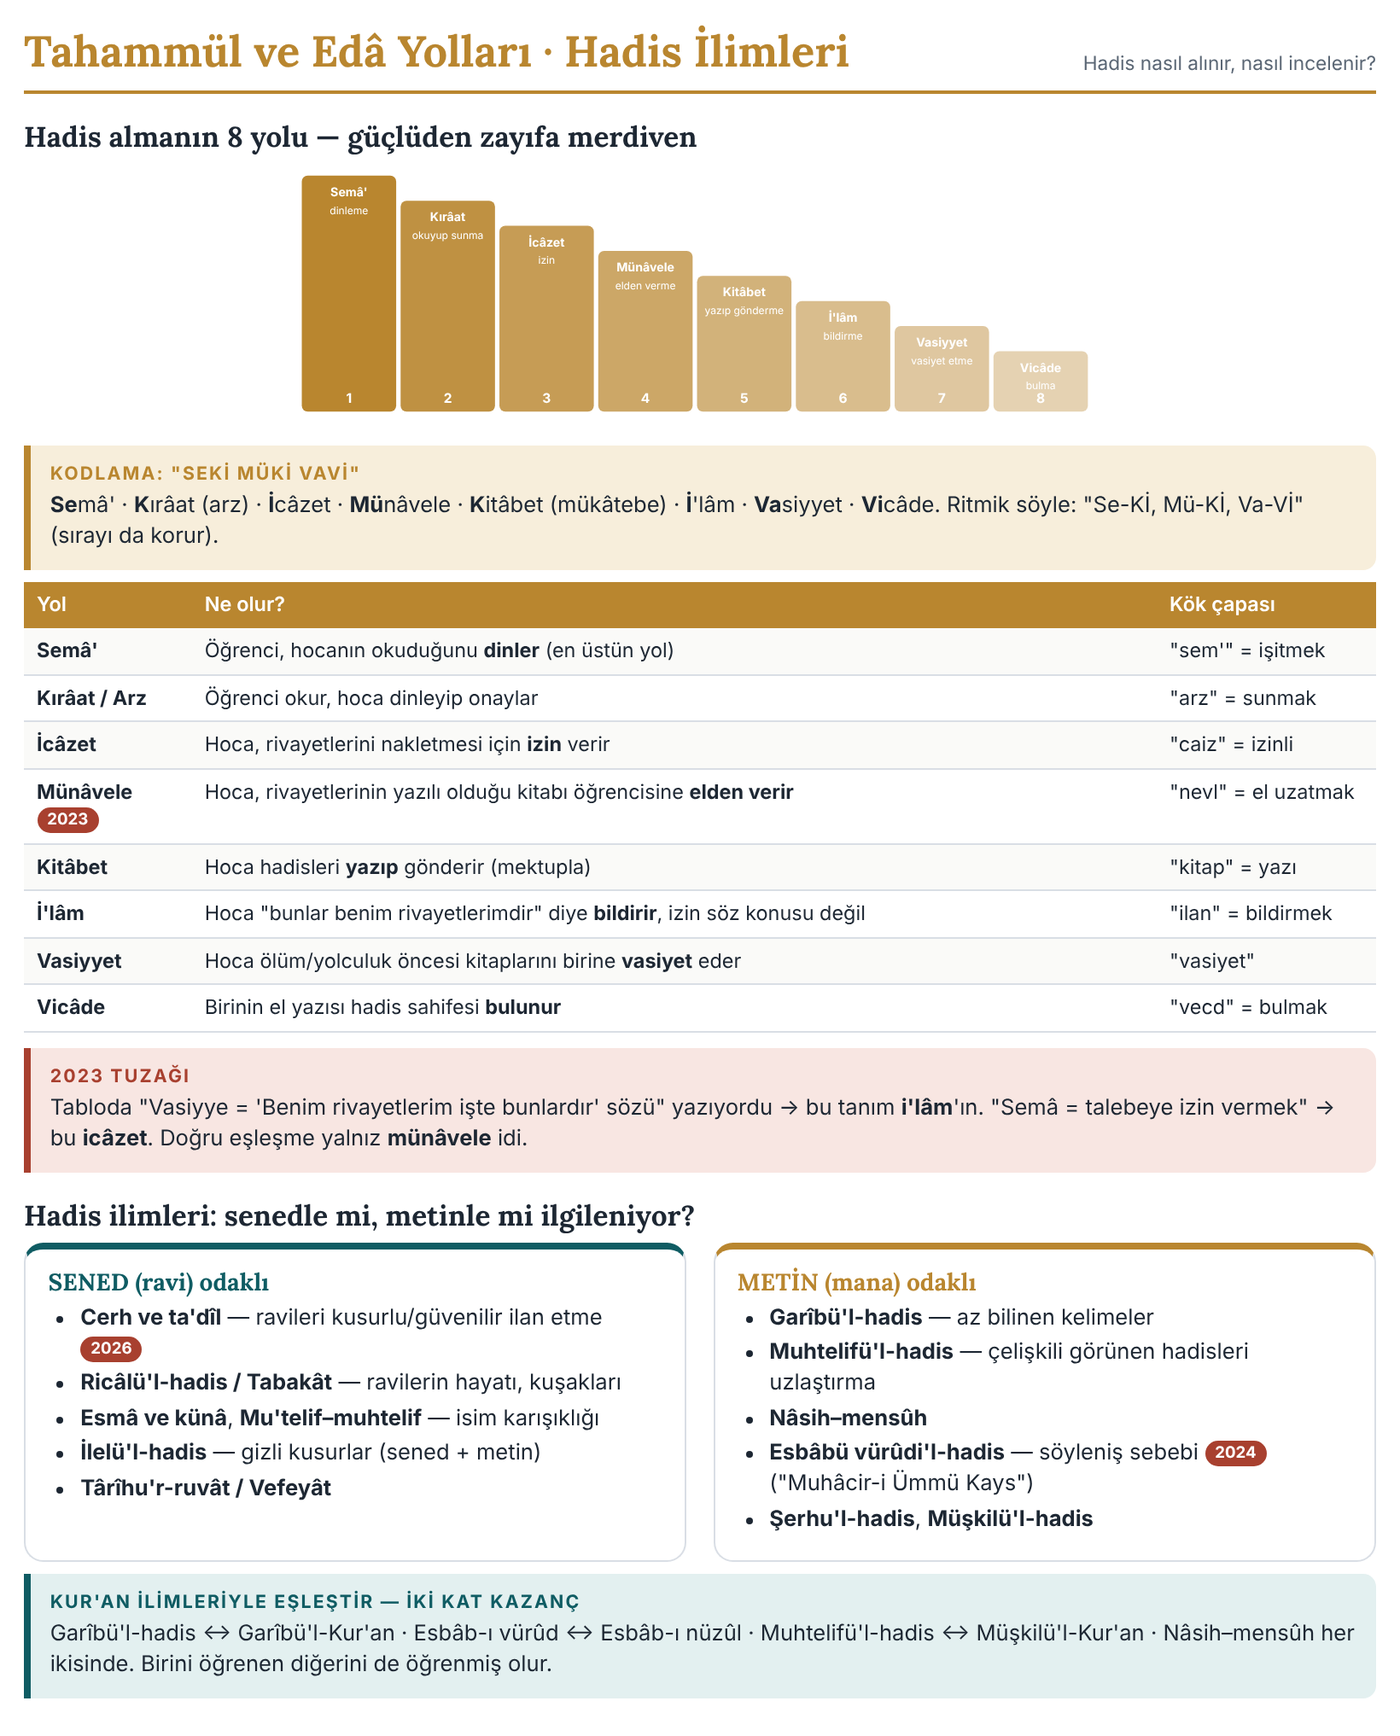 Tahammül ve Edâ Yolları · Hadis İlimleri
Hadis nasıl alınır, nasıl incelenir?
Hadis almanın 8 yolu — güçlüden zayıfa merdiven
Semâ'
dinleme
1
Kırâat
okuyup sunma
2
İcâzet
izin
3
Münâvele
elden verme
4
Kitâbet
yazıp gönderme
5
İ'lâm
bildirme
6
Vasiyyet
vasiyet etme
7
Vicâde
bulma
8
KODLAMA: "SEKİ MÜKİ VAVİ"
Semâ' · Kırâat (arz) · İcâzet · Münâvele · Kitâbet (mükâtebe) · İ'lâm · Vasiyyet · Vicâde. Ritmik söyle: "Se-Kİ, Mü-Kİ, Va-Vİ"
(sırayı da korur).
Yol Ne olur? Kök çapası
Semâ' Öğrenci, hocanın okuduğunu dinler (en üstün yol) "sem'" = işitmek
Kırâat / Arz Öğrenci okur, hoca dinleyip onaylar "arz" = sunmak
İcâzet Hoca, rivayetlerini nakletmesi için izin verir "caiz" = izinli
Münâvele Hoca, rivayetlerinin yazılı olduğu kitabı öğrencisine elden verir "nevl" = el uzatmak
2023
Kitâbet Hoca hadisleri yazıp gönderir (mektupla) "kitap" = yazı
İ'lâm Hoca "bunlar benim rivayetlerimdir" diye bildirir, izin söz konusu değil "ilan" = bildirmek
Vasiyyet Hoca ölüm/yolculuk öncesi kitaplarını birine vasiyet eder "vasiyet"
Vicâde Birinin el yazısı hadis sahifesi bulunur "vecd" = bulmak
2023 TUZAĞI
Tabloda "Vasiyye = 'Benim rivayetlerim işte bunlardır' sözü" yazıyordu → bu tanım i'lâm'ın. "Semâ = talebeye izin vermek" →
bu icâzet. Doğru eşleşme yalnız münâvele idi.
Hadis ilimleri: senedle mi, metinle mi ilgileniyor?
SENED (ravi) odaklı
• Cerh ve ta'dîl — ravileri kusurlu/güvenilir ilan etme
2026
• Ricâlü'l-hadis / Tabakât — ravilerin hayatı, kuşakları
• Esmâ ve künâ, Mu'telif–muhtelif — isim karışıklığı
• İlelü'l-hadis — gizli kusurlar (sened + metin)
• Târîhu'r-ruvât / Vefeyât
METİN (mana) odaklı
• Garîbü'l-hadis — az bilinen kelimeler
• Muhtelifü'l-hadis — çelişkili görünen hadisleri
uzlaştırma
• Nâsih–mensûh
• Esbâbü vürûdi'l-hadis — söyleniş sebebi 2024
("Muhâcir-i Ümmü Kays")
• Şerhu'l-hadis, Müşkilü'l-hadis
KUR'AN İLİMLERİYLE EŞLEŞTİR — İKİ KAT KAZANÇ
Garîbü'l-hadis ↔ Garîbü'l-Kur'an · Esbâb-ı vürûd ↔ Esbâb-ı nüzûl · Muhtelifü'l-hadis ↔ Müşkilü'l-Kur'an · Nâsih–mensûh her
ikisinde. Birini öğrenen diğerini de öğrenmiş olur.